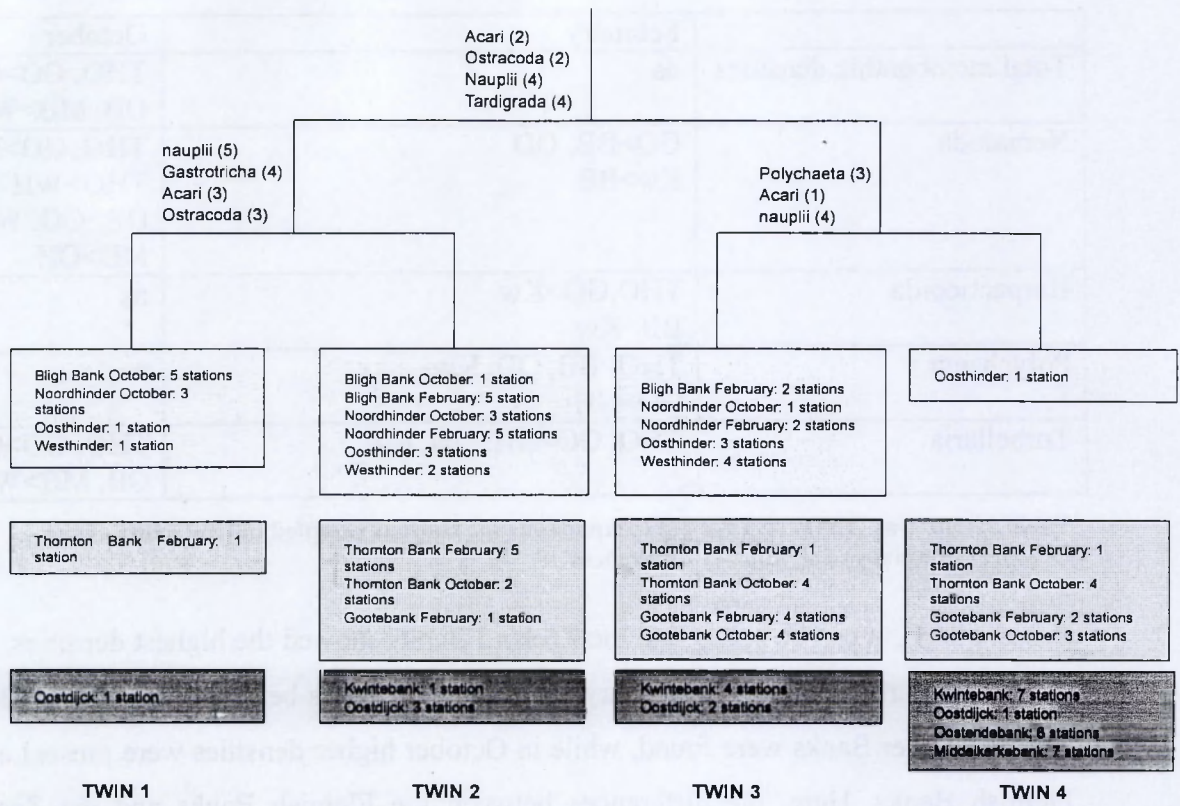 Acari (2)
Ostracoda (2)
Nauplii (4)
Tardigrada (4)
nauplii (5)
Gastrotricha (4)
Acari (3)
Ostracoda (3)
Polychaeta (3)
Acari (1)
nauplii (4)
Bligh Bank October: 5 stations
Noordhinder October: 3
stations
Oosthinder: 1 station
Westhinder: 1 station
Bligh Bank October: 1 station
Bligh Bank February: 5 station
Noordhinder October: 3 stations
Noordhinder February: 5 stations
Oosthinder: 3 stations
Westhinder: 2 stations
Bligh Bank February: 2 stations
Noordhinder October: 1 station
Noordhinder February: 2 stations
Oosthinder: 3 stations
Westhinder: 4 stations
Oosthinder: 1 station
Thornton Bank February: 1
station
Thornton Bank February: 5
stations
Thornton Bank October: 2
stations
Gootebank February: 1 station
Thornton Bank February: 1
station
Thornton Bank October: 4
stations
Gootebank February: 4 stations
Gootebank October: 4 stations
Thornton Bank February: 1
station
Thornton Bank October: 4
stations
Gootebank February: 2 stations
Gootebank October: 3 stations
Oostdijck: 1 station
Kwintebank: 1 station
Oostdijck: 3 stations
Kwintebank: 4 stations
Oostdijck: 2 stations
Kwintebank: 7 stations
Oostdijck: 1 station
Oostendebank: 6 stations
Middelkerkebank: 7 stations
TWIN 1
TWIN 2
TWIN 3
TWIN 4